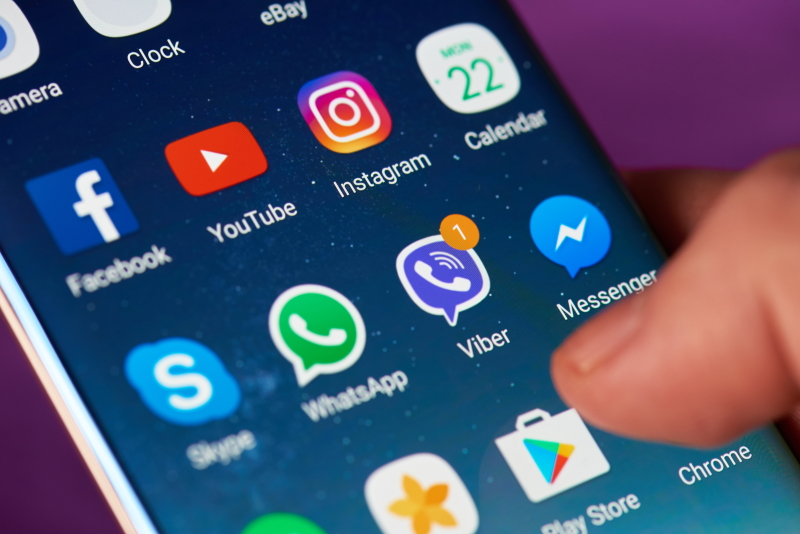 eBay
Clock
amera
MON
22
Calendar
Instagram
YouTube
f
Facebook
1
Messenger
Viber
WhatsApp
S
Skype
Chrome
Play Store